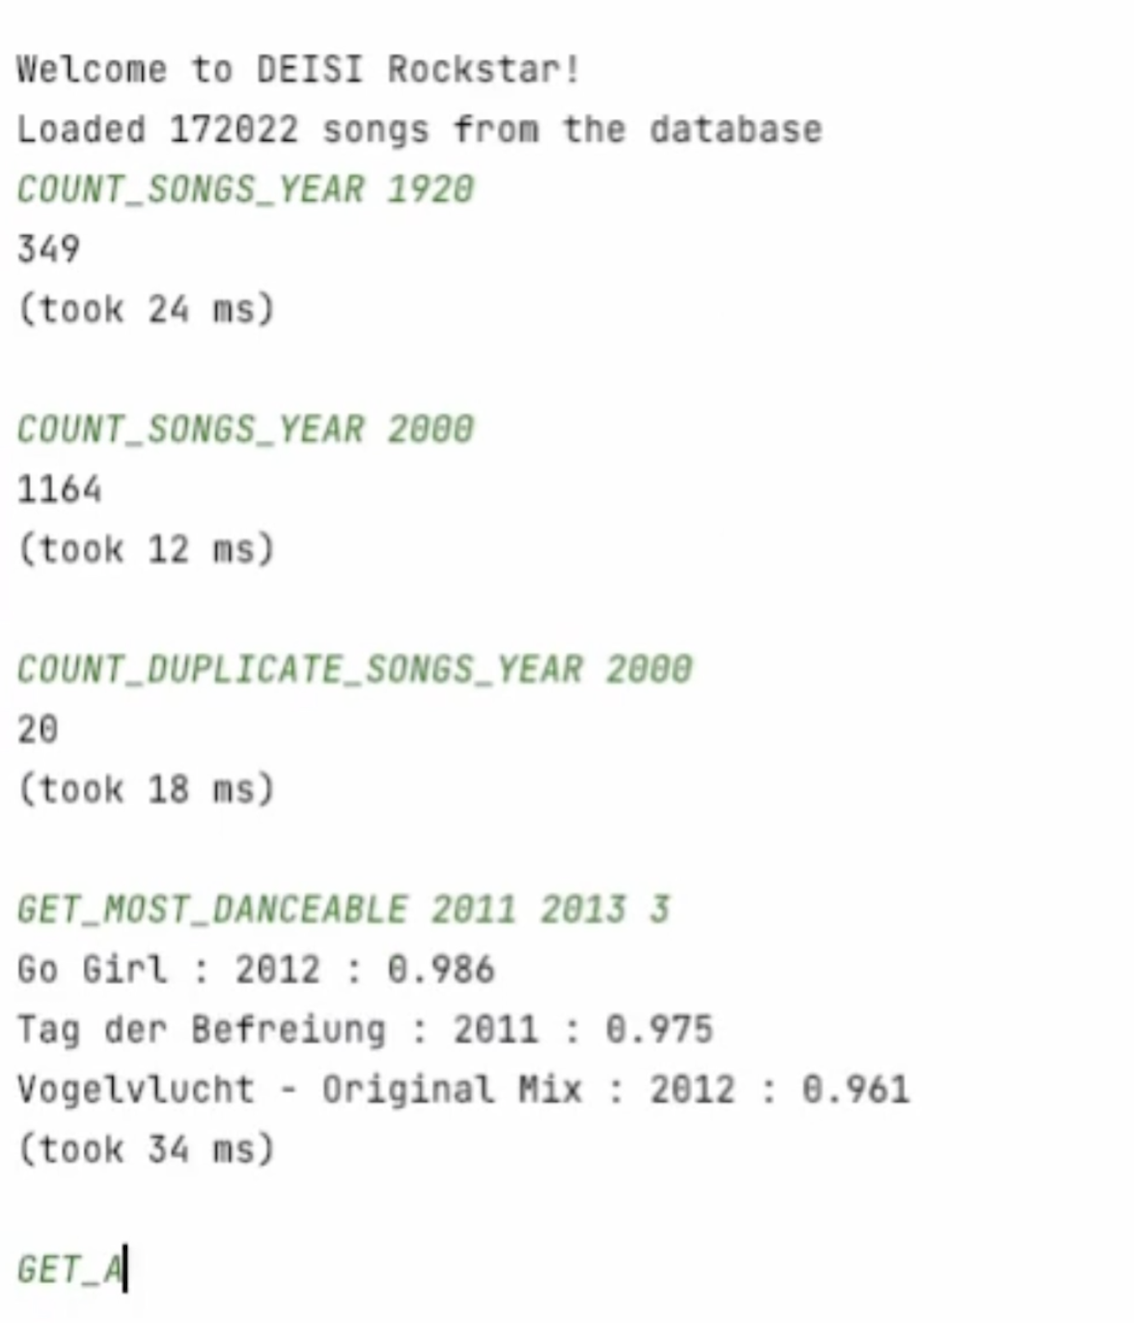 Welcome to DEISI Rockstar!
Loaded 172022 songs from the database
COUNT_SONGS_YEAR 1920
349
(took 24 ms)
COUNT_SONGS_YEAR 2000
1164
(took 12 ms)
COUNT_DUPLICATE_SONGS_YEAR 2000
20
(took 18 ms)
GET_MOST_DANCEABLE 2011 2013 3
Go Girl : 2012 : 0.986
Tag der Befreiung : 2011 : 0.975
Vogelvlucht - Original Mix : 2012 : 0.961
(took 34 ms)
GET_A